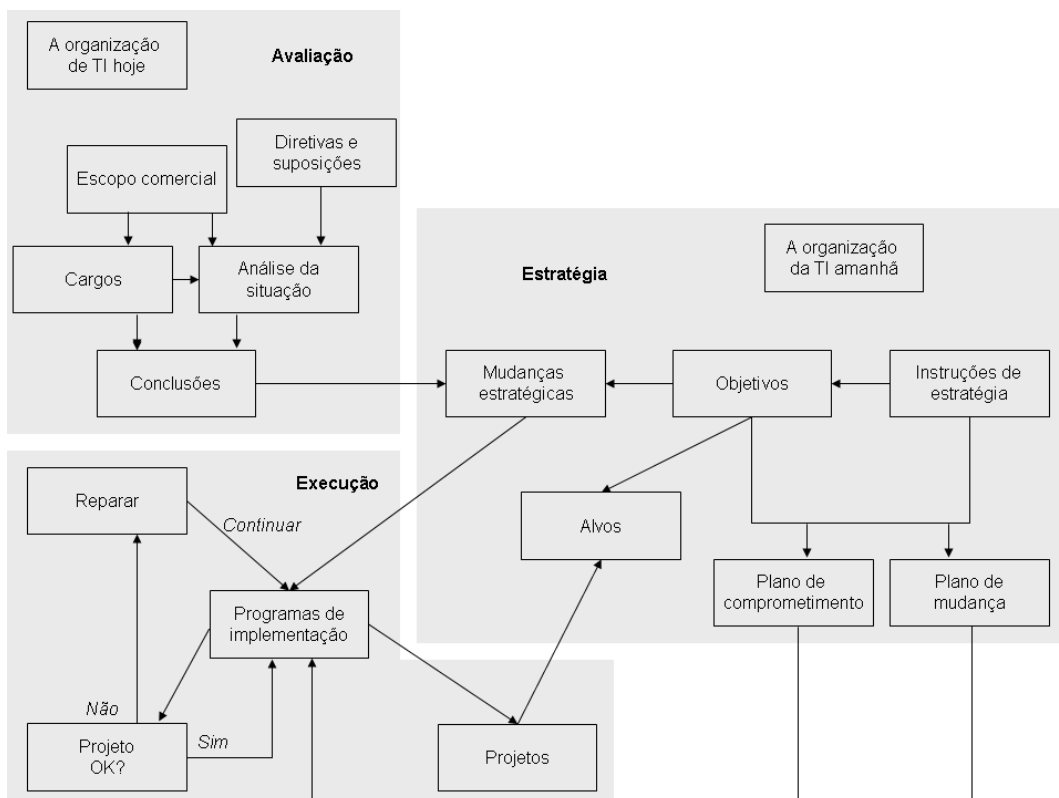 A organização
de TI hoje
Avaliação
Diretivas e
suposições
Escopo comercial
Cargos
Análise da
situação
Conclusões
Estratégia
A organização
da TI amanhã
Mudanças
estratégicas
Objetivos
Instruções de
estratégia
Alvos
Plano de
comprometimento
Plano de
mudança
Execução
Reparar
Continuar
Programas de
implementação
Não
Projeto
OK?
Sim
Projetos